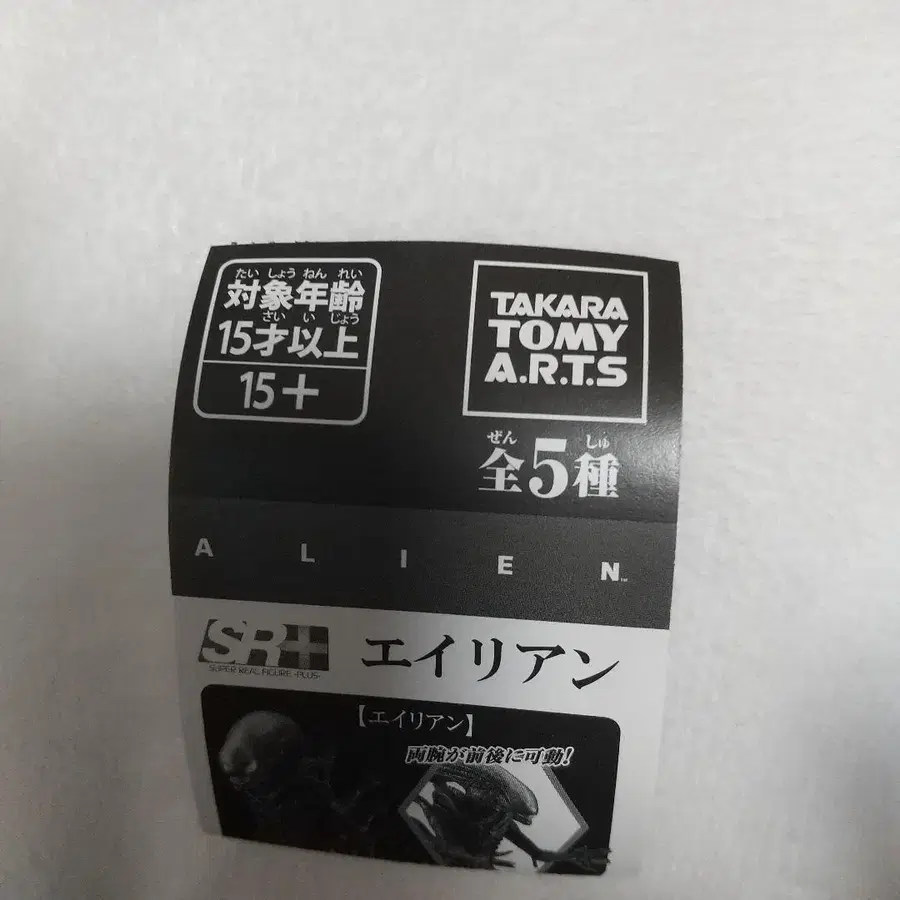 たい しょう ねん れい
対象年齢
さい い じょう
15才以上
15+
TAKARA
TOMY
A.R.T.S
ぜん しゅ
全5種
ALIEN™
SR+
SUPER REAL FIGURE -PLUS-
エイリアン
【エイリアン】
両腕が前後に可動!